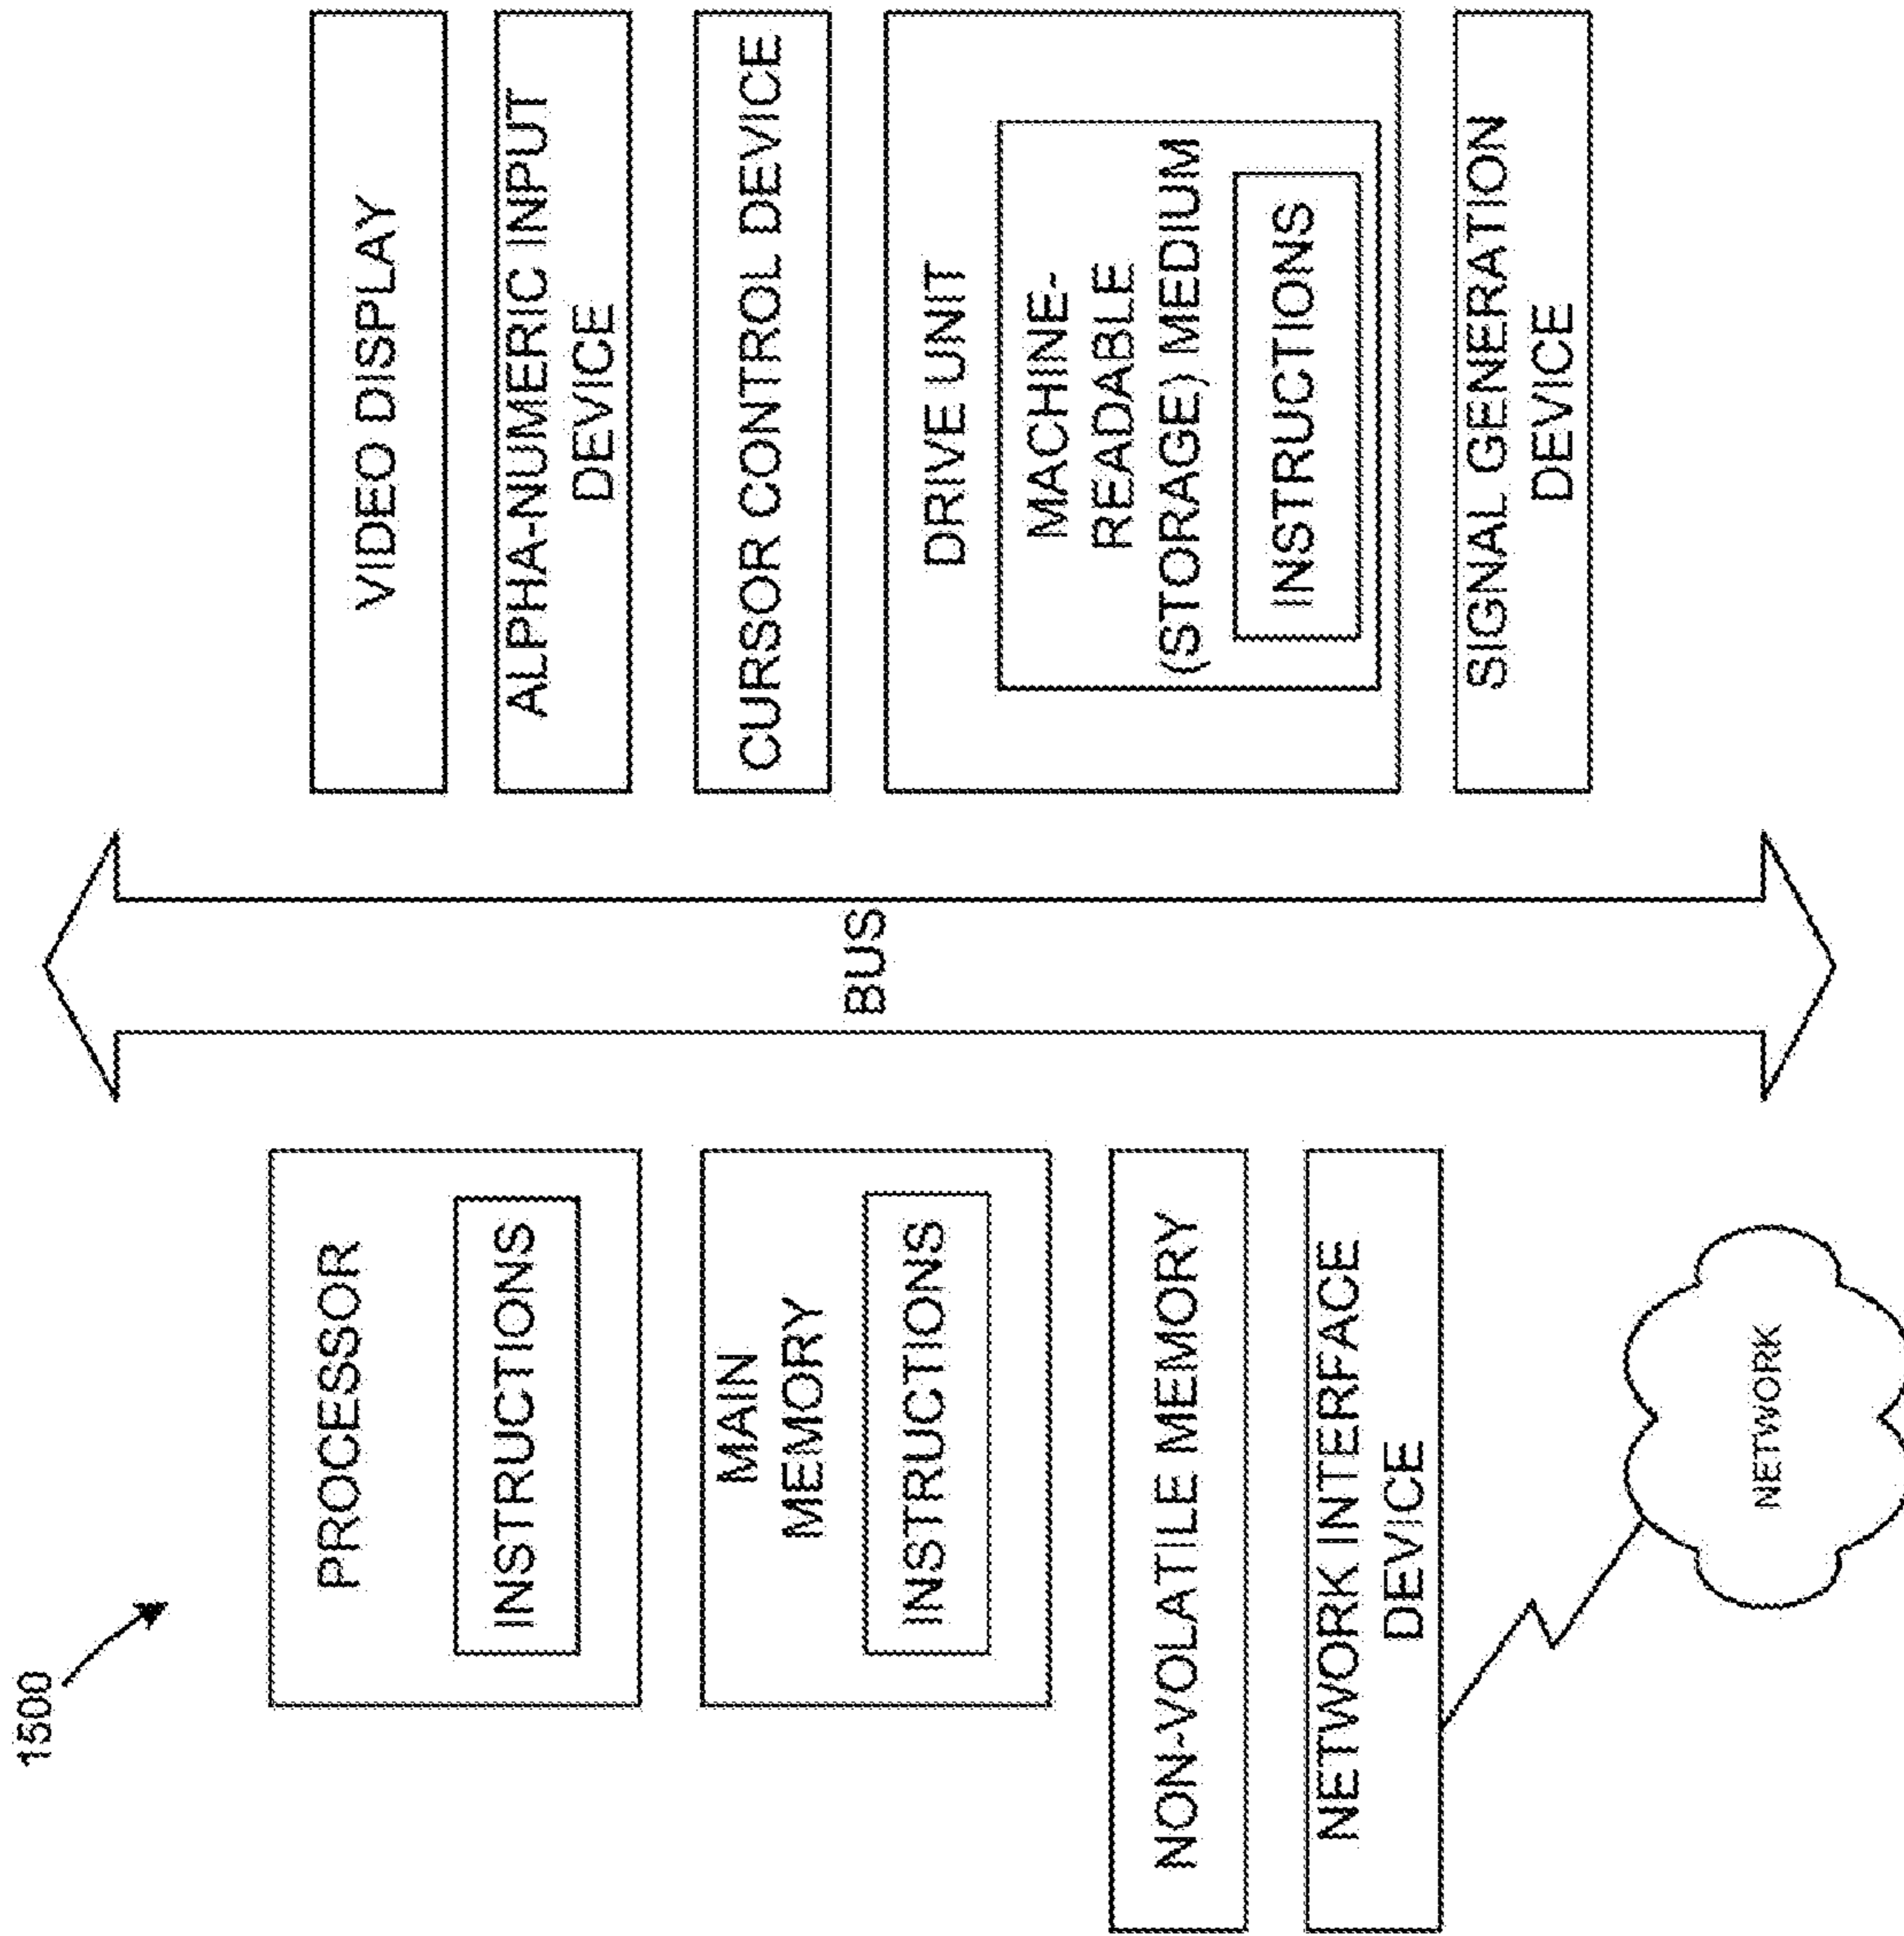 1500
PROCESSOR
INSTRUCTIONS
MAIN
MEMORY
INSTRUCTIONS
NON-VOLATILE MEMORY
NETWORK INTERFACE
DEVICE
NETWORK
BUS
VIDEO DISPLAY
ALPHA-NUMERIC INPUT
DEVICE
CURSOR CONTROL DEVICE
DRIVE UNIT
MACHINE-
READABLE
(STORAGE) MEDIUM
INSTRUCTIONS
SIGNAL GENERATION
DEVICE